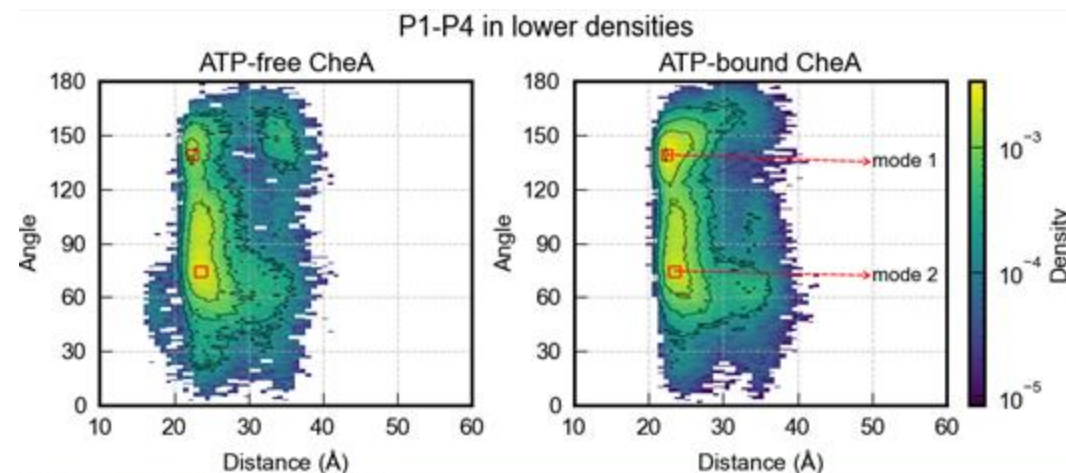 P1-P4 in lower densities
ATP-free CheA
ATP-bound CheA
180
150
120
90
60
30
0
Angle
10 20 30 40 50 60
Distance (Å)
180
150
120
90
60
30
0
Angle
10 20 30 40 50 60
Distance (Å)
mode 1
mode 2
10⁻³
10⁻⁴
10⁻⁵
Density